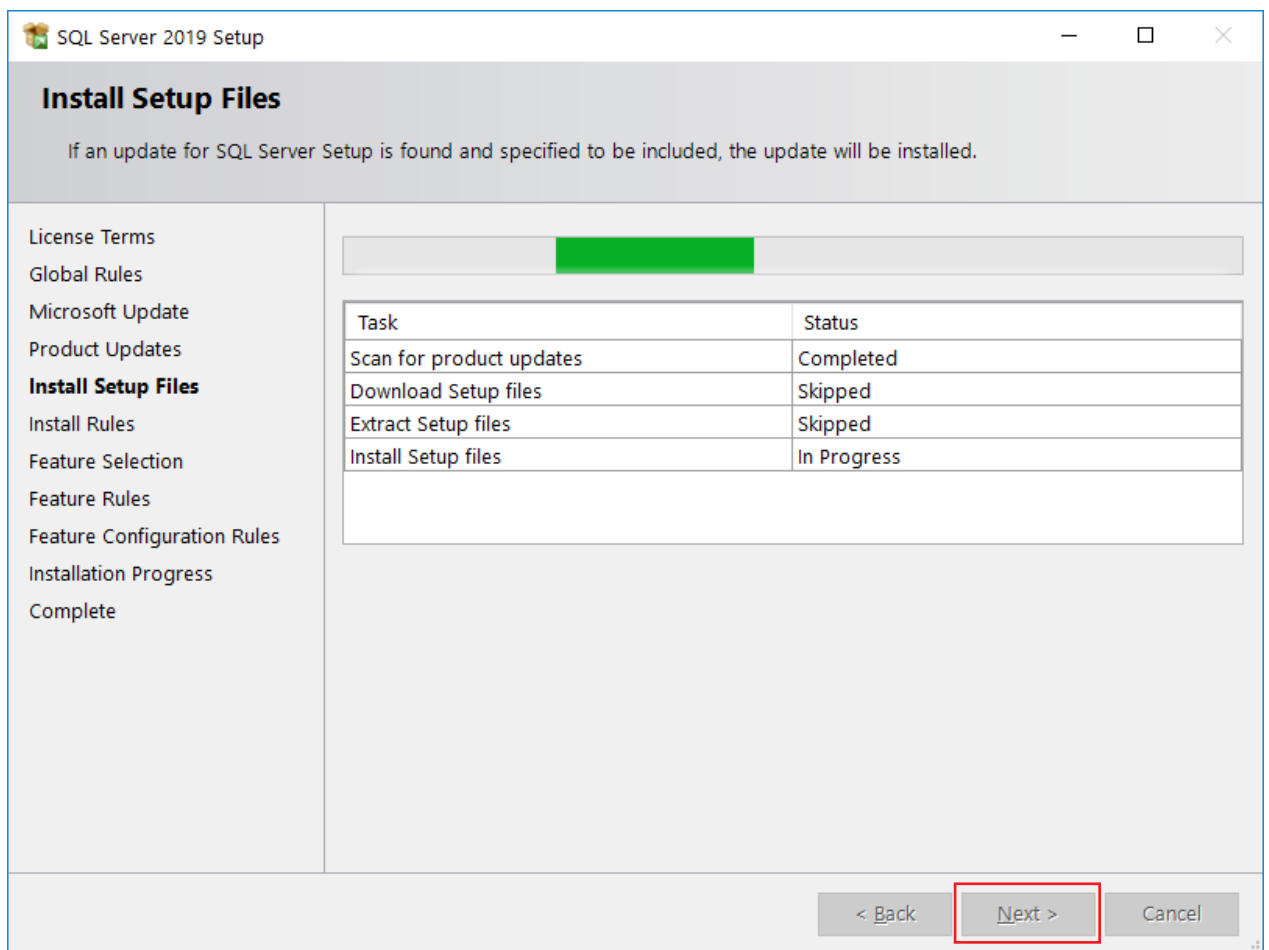 SQL Server 2019 Setup
Install Setup Files
If an update for SQL Server Setup is found and specified to be included, the update will be installed.
License Terms
Global Rules
Microsoft Update
Product Updates
Install Setup Files
Install Rules
Feature Selection
Feature Rules
Feature Configuration Rules
Installation Progress
Complete
Task Status
Scan for product updates Completed
Download Setup files Skipped
Extract Setup files Skipped
Install Setup files In Progress
< Back Next > Cancel